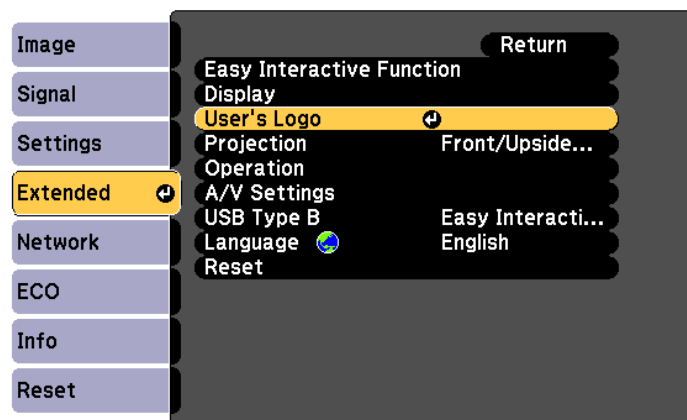 Image
Signal
Settings
Extended
Network
ECO
Info
Reset
Return
Easy Interactive Function
Display
User's Logo
Projection Front/Upside...
Operation
A/V Settings
USB Type B Easy Interacti...
Language English
Reset